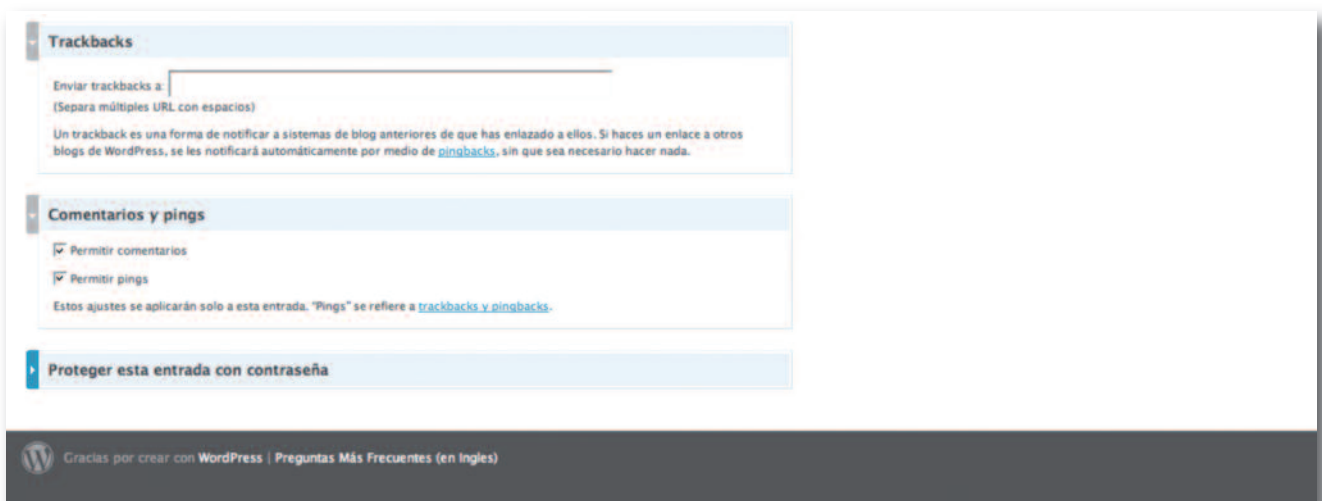 Trackbacks
Enviar trackbacks a:
(Separa múltiples URL con espacios)
Un trackback es una forma de notificar a sistemas de blog anteriores de que has enlazado a ellos. Si haces un enlace a otros
blogs de WordPress, se les notificará automáticamente por medio de pingbacks, sin que sea necesario hacer nada.
Comentarios y pings
Permitir comentarios
Permitir pings
Estos ajustes se aplicarán solo a esta entrada. "Pings" se refiere a trackbacks y pingbacks.
Proteger esta entrada con contraseña
Gracias por crear con WordPress | Preguntas Más Frecuentes (en Ingles)